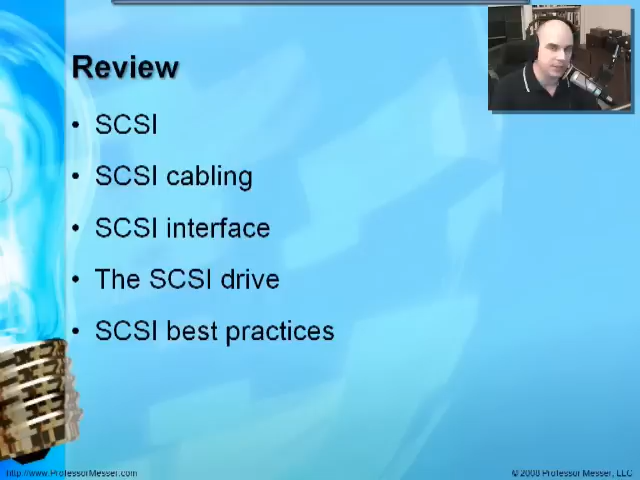 Review
• SCSI
• SCSI cabling
• SCSI interface
• The SCSI drive
• SCSI best practices
http://www.ProfessorMesser.com
© 2008 Professor Messer, LLC